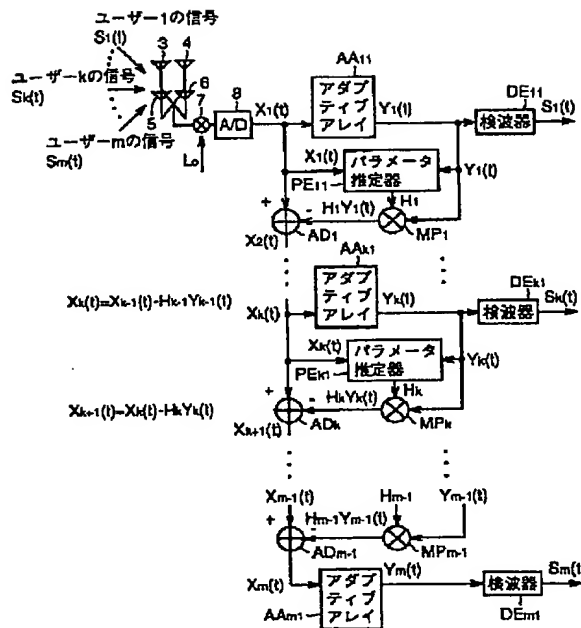 ユーザー1の信号
S1(t)
3
4
ユーザーkの信号
Sk(t)
6
7
8
5
A/D
ユーザーmの信号
Sm(t)
Lo
X1(t)
AA11
アダプ
ティブ
アレイ
Y1(t)
DE11
検波器
S1(t)
X1(t)
パラメータ
推定器
PE11
Y1(t)
H1
+
-
H1Y1(t)
AD1
MP1
X2(t)
AAk1
Xk(t)=Xk-1(t)-Hk-1Yk-1(t)
Xk(t)
アダプ
ティブ
アレイ
Yk(t)
DEk1
検波器
Sk(t)
Xk(t)
パラメータ
推定器
PEk1
Yk(t)
Hk
Xk+1(t)=Xk(t)-HkYk(t)
+
-
HkYk(t)
ADk
MPk
Xk+1(t)
Xm-1(t)
Hm-1
Ym-1(t)
+
-
Hm-1Ym-1(t)
ADm-1
MPm-1
Xm(t)
アダプ
ティブ
アレイ
AAm1
Ym(t)
検波器
DEm1
Sm(t)